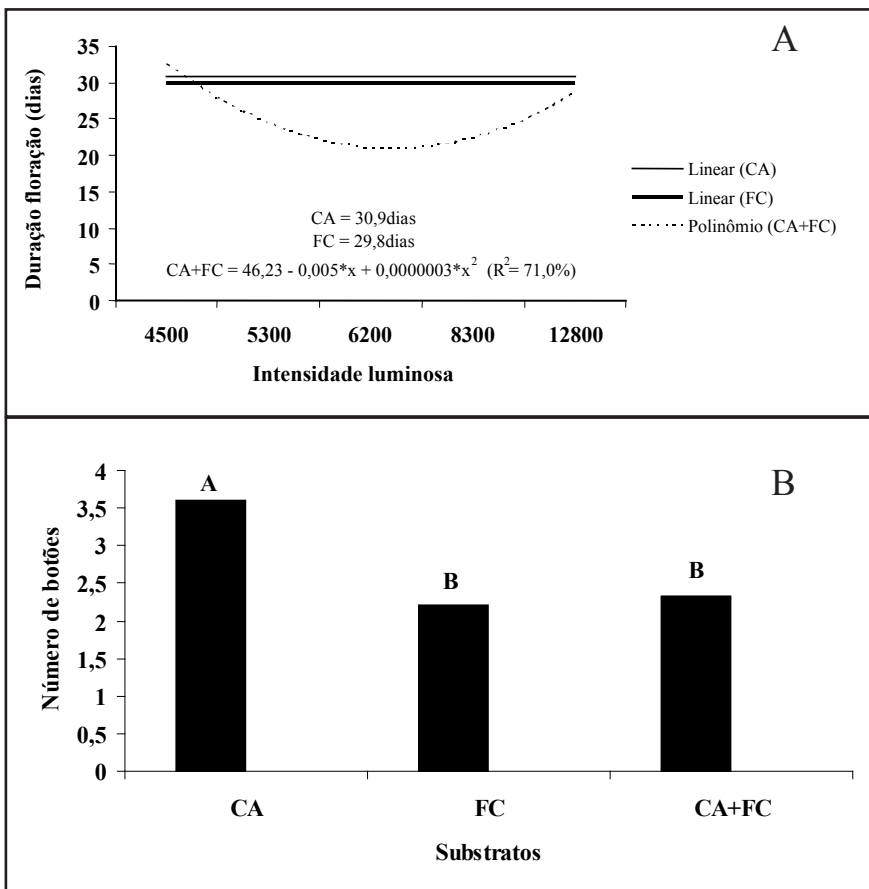 A
35
30
25
20
15
10
5
0
Duração floração (dias)
Linear (CA)
Linear (FC)
Polinômio (CA+FC)
CA = 30,9dias
FC = 29,8dias
CA+FC = 46,23 - 0,005*x + 0,0000003*x² (R²= 71,0%)
4500 5300 6200 8300 12800
Intensidade luminosa
B
4
3,5
3
2,5
2
1,5
1
0,5
0
Número de botões
A
B
B
CA FC CA+FC
Substratos